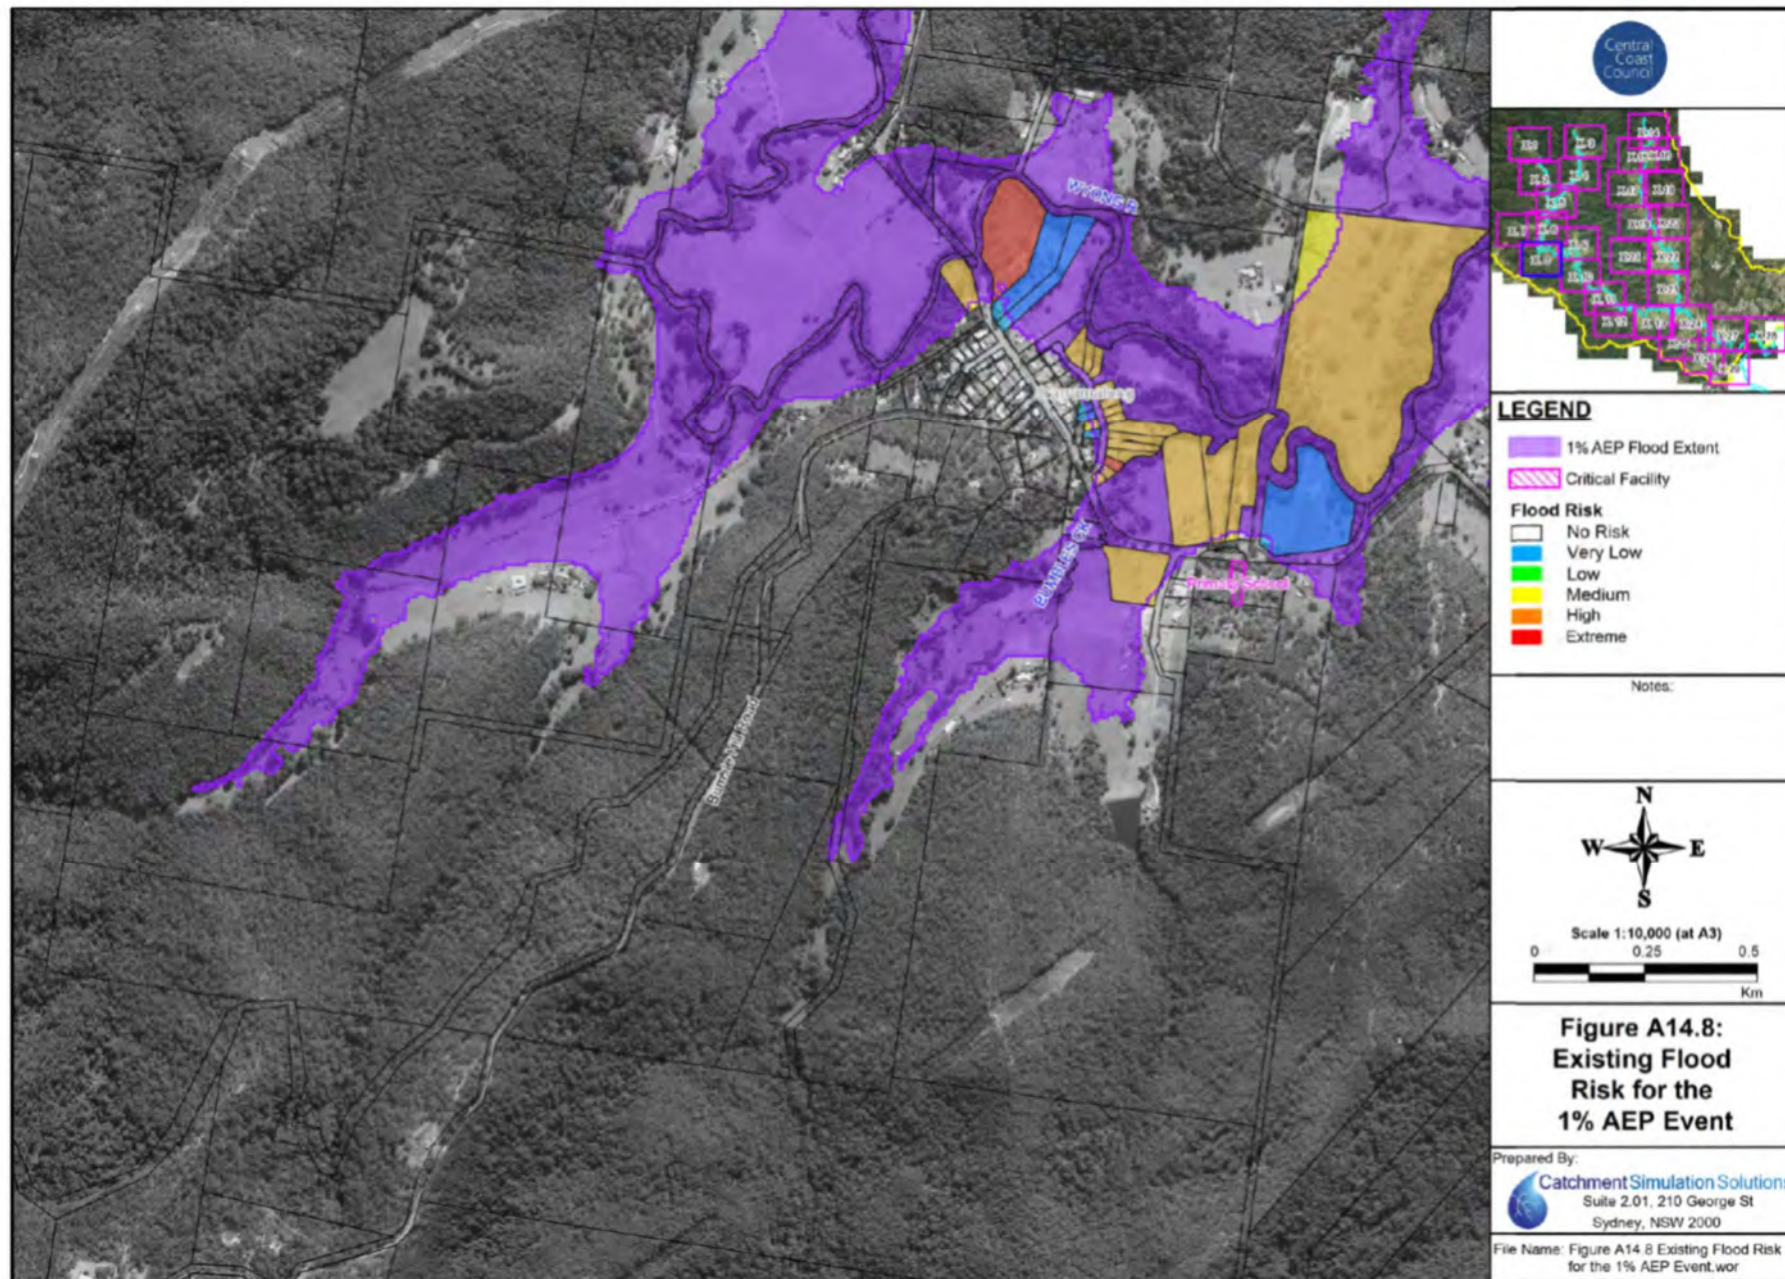 Central
Coast
Council
WYONG R
BUMBLES CK
Primary School
LEGEND
1% AEP Flood Extent
Critical Facility
Flood Risk
No Risk
Very Low
Low
Medium
High
Extreme
Notes:
N
W E
S
Scale 1:10,000 (at A3)
0 0.25 0.5
Km
Figure A14.8:
Existing Flood
Risk for the
1% AEP Event
Prepared By:
Catchment Simulation Solutions
Suite 2.01, 210 George St
Sydney, NSW 2000
File Name: Figure A14.8 Existing Flood Risk
for the 1% AEP Event.wor